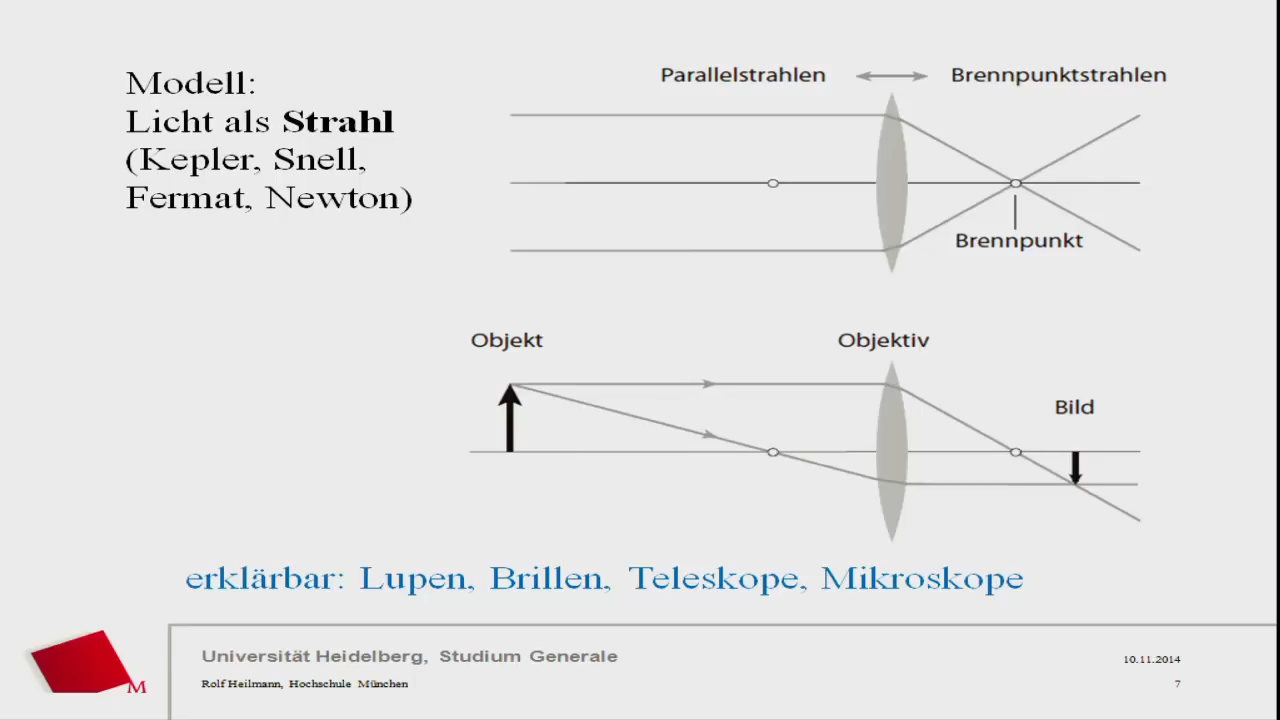 Modell:
Licht als Strahl
(Kepler, Snell,
Fermat, Newton)
Parallelstrahlen
Brennpunktstrahlen
Brennpunkt
Objekt
Objektiv
Bild
erklärbar: Lupen, Brillen, Teleskope, Mikroskope
M
Universität Heidelberg, Studium Generale
10.11.2014
Rolf Heilmann, Hochschule München
7